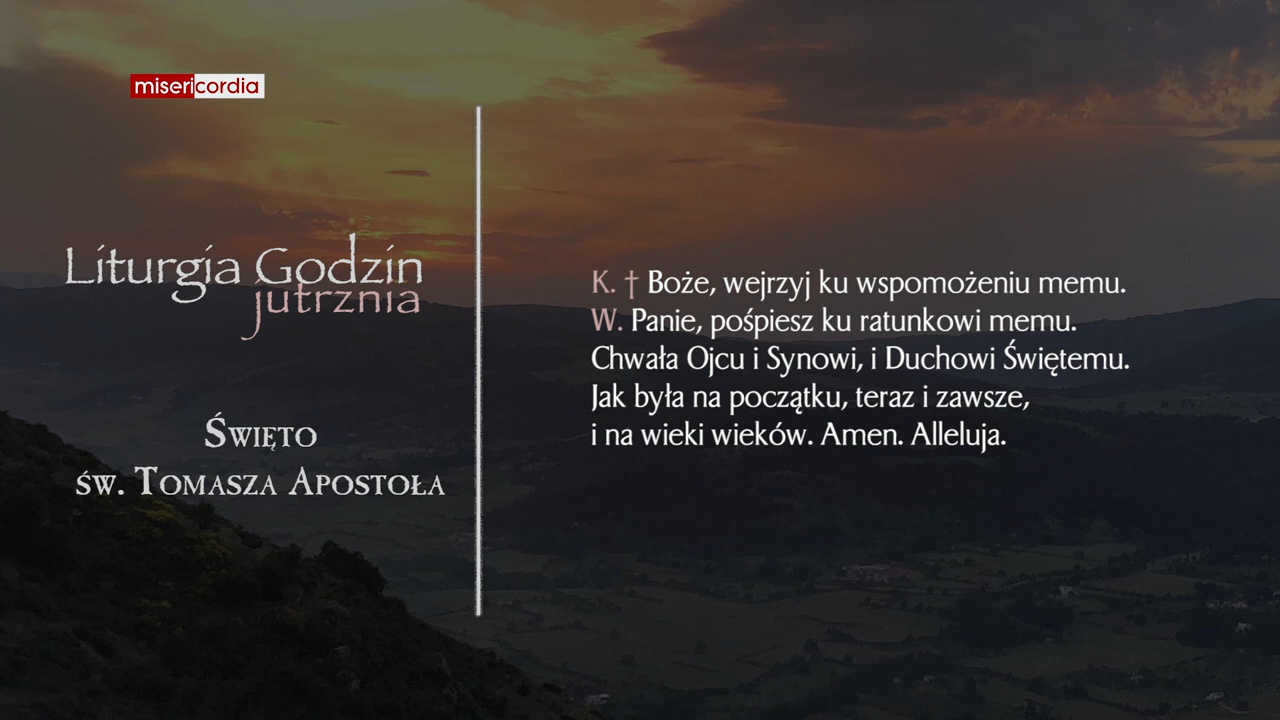 misericordia
Liturgia Godzin
jutrznia
Święto
św. Tomasza Apostoła
K. † Boże, wejrzyj ku wspomożeniu memu.
W. Panie, pośpiesz ku ratunkowi memu.
Chwała Ojcu i Synowi, i Duchowi Świętemu.
Jak była na początku, teraz i zawsze,
i na wieki wieków. Amen. Alleluja.